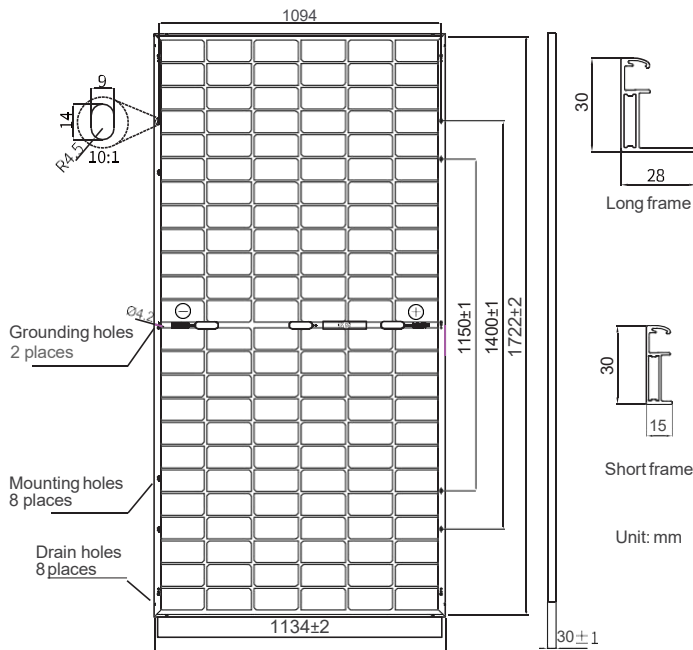 1094
9
14
R4.5
10:1
30
28
Long frame
Ø4.2
−
+
Grounding holes
2 places
1150±1
1400±1
1722±2
30
15
Short frame
Mounting holes
8 places
Unit: mm
Drain holes
8 places
1134±2
30±1